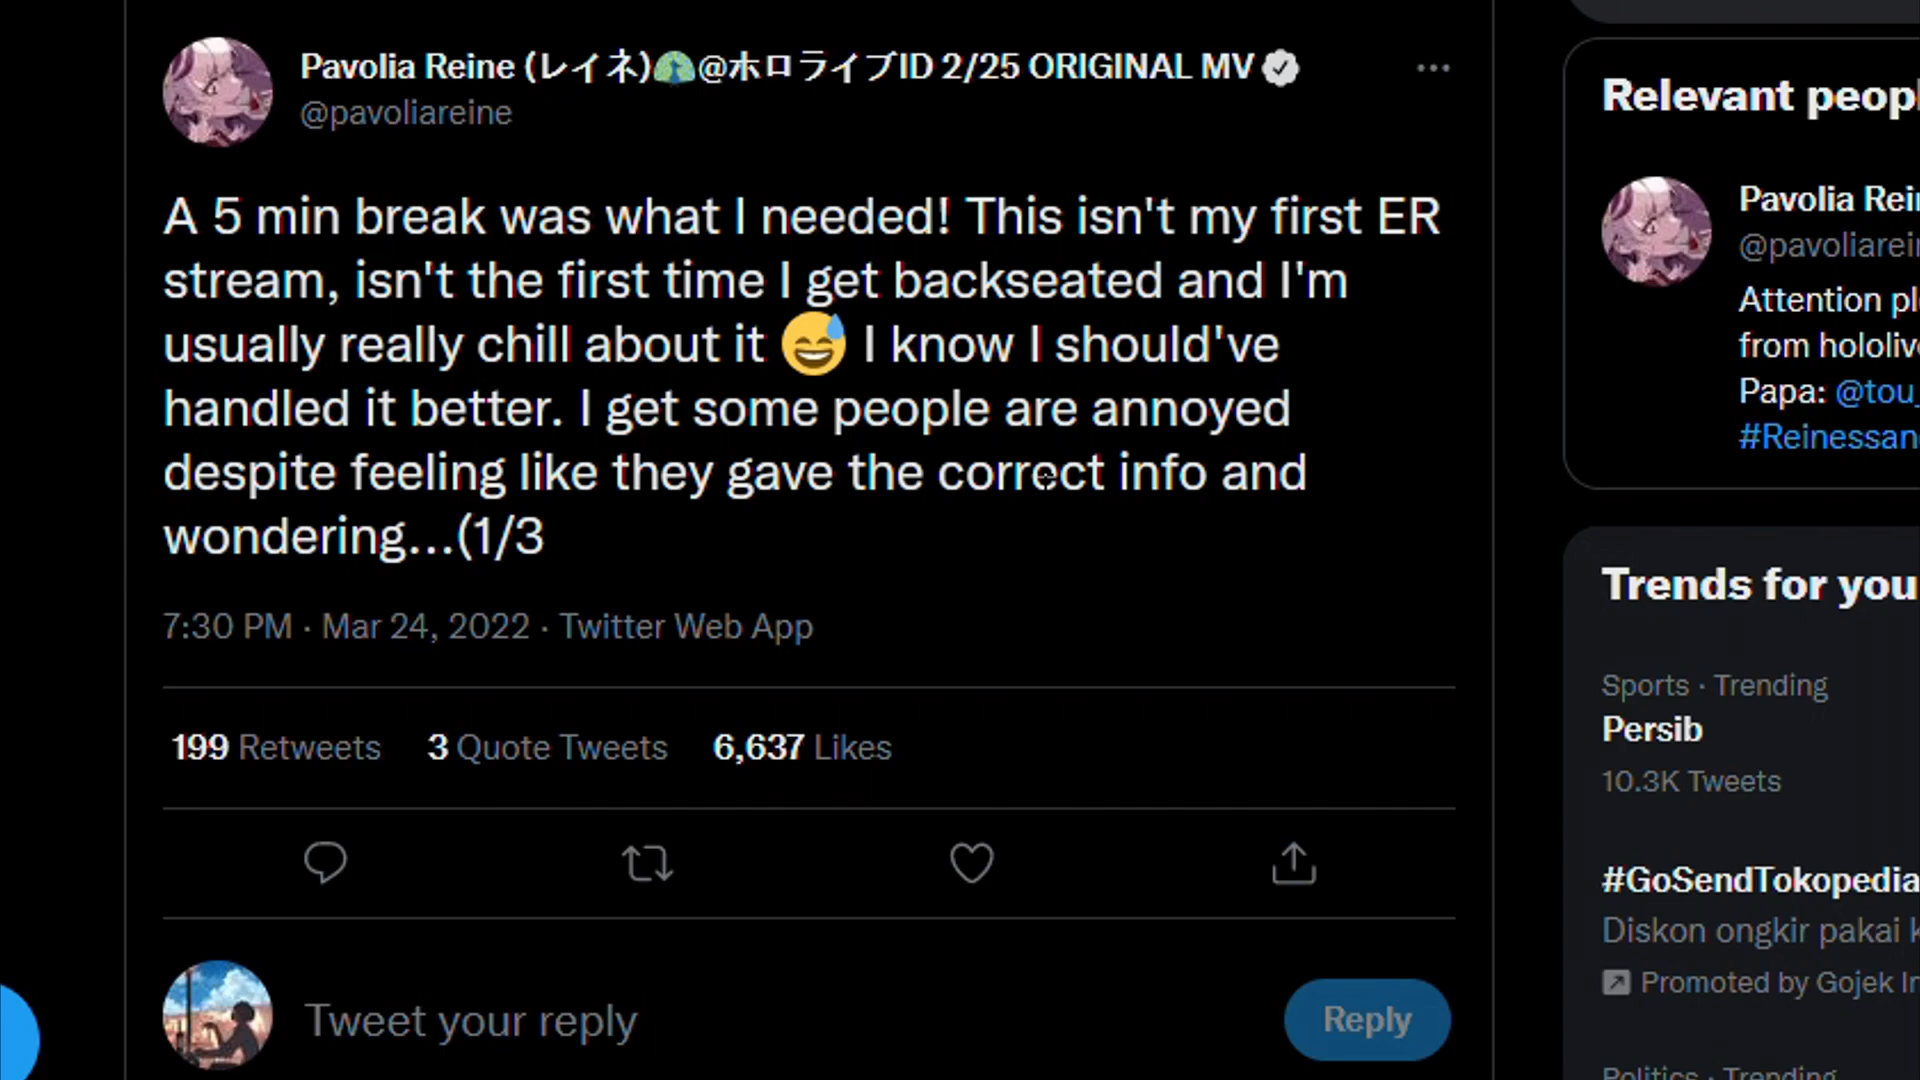 Pavolia Reine (レイネ)🦚@ホロライブID 2/25 ORIGINAL MV
@pavoliareine
A 5 min break was what I needed! This isn't my first ER
stream, isn't the first time I get backseated and I'm
usually really chill about it 😅 I know I should've
handled it better. I get some people are annoyed
despite feeling like they gave the correct info and
wondering...(1/3
7:30 PM · Mar 24, 2022 · Twitter Web App
199 Retweets 3 Quote Tweets 6,637 Likes
Tweet your reply
Reply
Relevant peopl
Pavolia Rein
@pavoliarein
Attention pl
from hololive
Papa: @tou_
#Reinessan
Trends for you
Sports · Trending
Persib
10.3K Tweets
#GoSendTokopedia
Diskon ongkir pakai k
Promoted by Gojek In
Politics · Trending